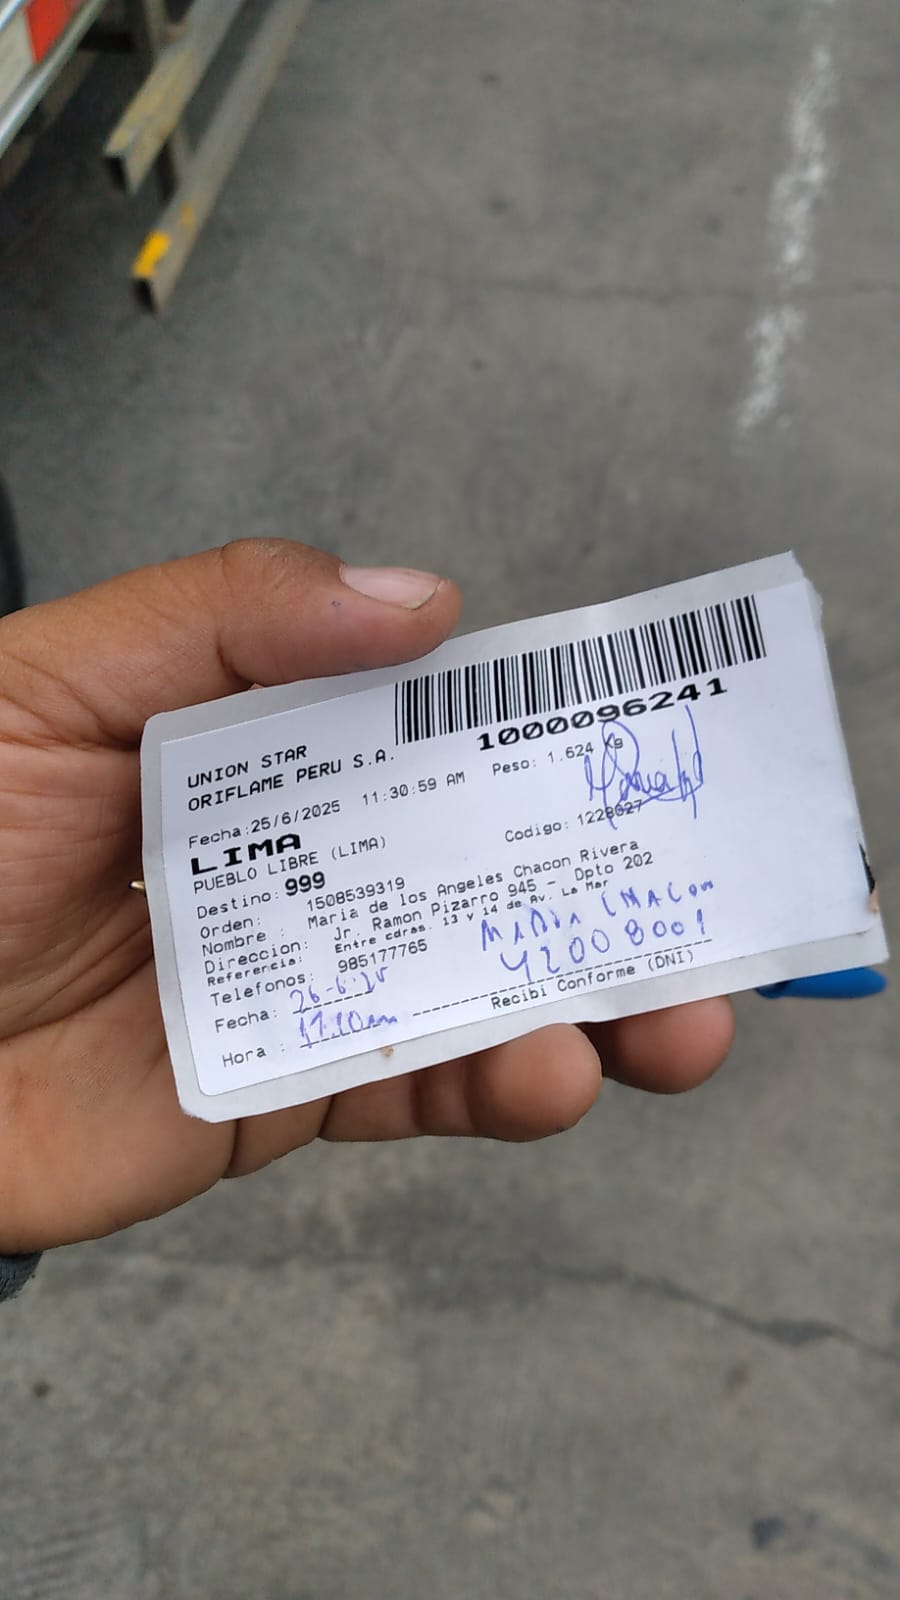 1000096241
UNION STAR
ORIFLAME PERU S.A.
Fecha:25/6/2025 11:30:59 AM Peso: 1.624 Kg
LIMA
PUEBLO LIBRE (LIMA)
Codigo: 1228027
Destino: 999
Orden: 1508539319
Nombre : Maria de los Angeles Chacon Rivera
Direccion: Jr. Ramon Pizarro 945 - Dpto 202
Referencia: Entre cdras. 13 y 14 de Av. La Mar
Telefonos: 985177765
MARIA CHACON
42008001
Fecha: 26-6-25
Recibi Conforme (DNI)
Hora :